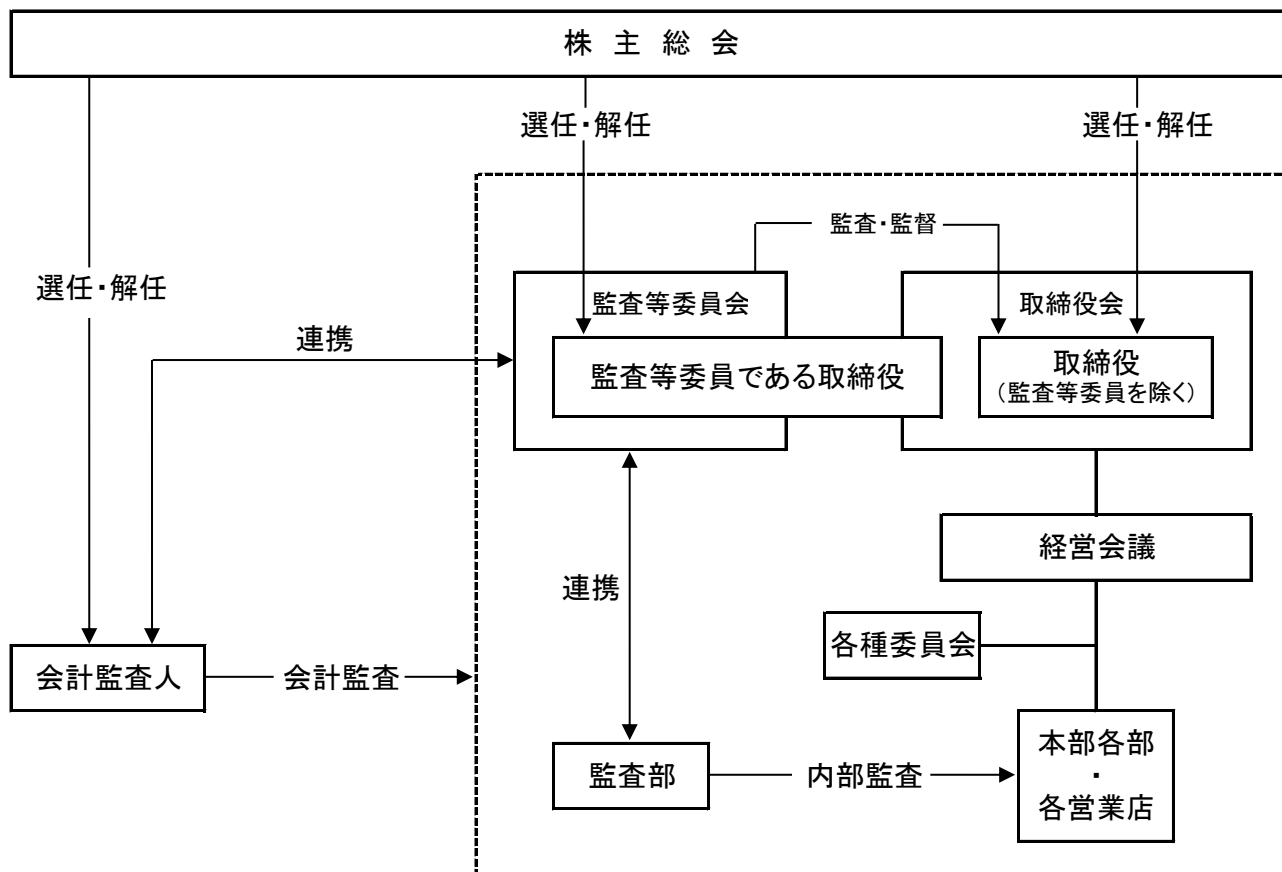 株主総会
選任・解任
選任・解任
選任・解任
監査・監督
監査等委員会
取締役会
連携
監査等委員である取締役
取締役
（監査等委員を除く）
経営会議
連携
各種委員会
会計監査人
会計監査
本部各部
・
各営業店
監査部
内部監査